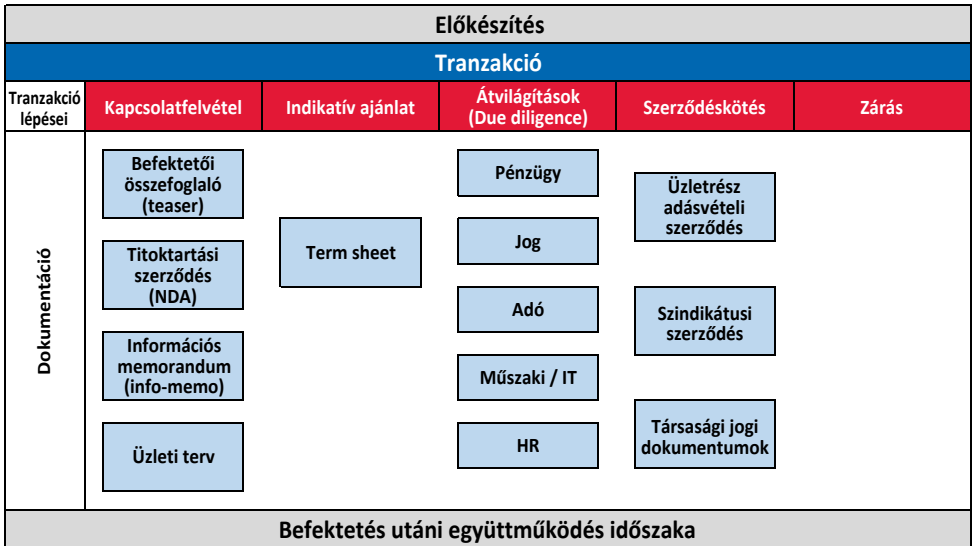 Előkészítés
Tranzakció
Tranzakció
lépései
Kapcsolatfelvétel
Indikatív ajánlat
Átvilágítások
(Due diligence)
Szerződéskötés
Zárás
Dokumentáció
Befektetői
összefoglaló
(teaser)
Titoktartási
szerződés
(NDA)
Információs
memorandum
(info-memo)
Üzleti terv
Term sheet
Pénzügy
Jog
Adó
Műszaki / IT
HR
Üzletrész
adásvételi
szerződés
Szindikátusi
szerződés
Társasági jogi
dokumentumok
Befektetés utáni együttműködés időszaka